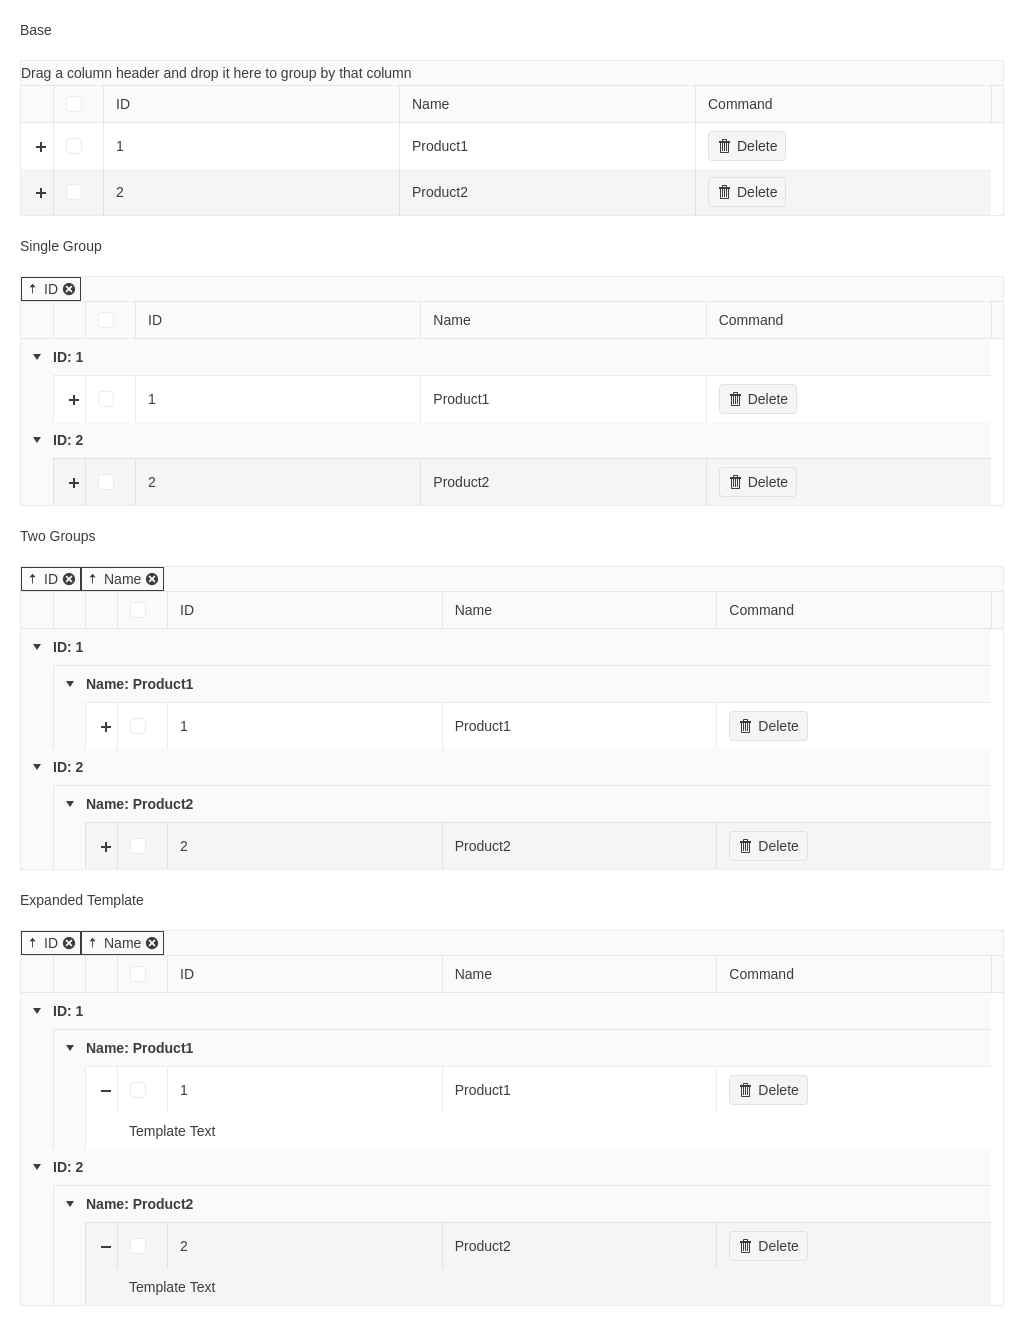 Base
Drag a column header and drop it here to group by that column
ID Name Command
1 Product1 Delete
2 Product2 Delete
Single Group
ID
ID Name Command
ID: 1
1 Product1 Delete
ID: 2
2 Product2 Delete
Two Groups
ID Name
ID Name Command
ID: 1
Name: Product1
1 Product1 Delete
ID: 2
Name: Product2
2 Product2 Delete
Expanded Template
ID Name
ID Name Command
ID: 1
Name: Product1
1 Product1 Delete
Template Text
ID: 2
Name: Product2
2 Product2 Delete
Template Text